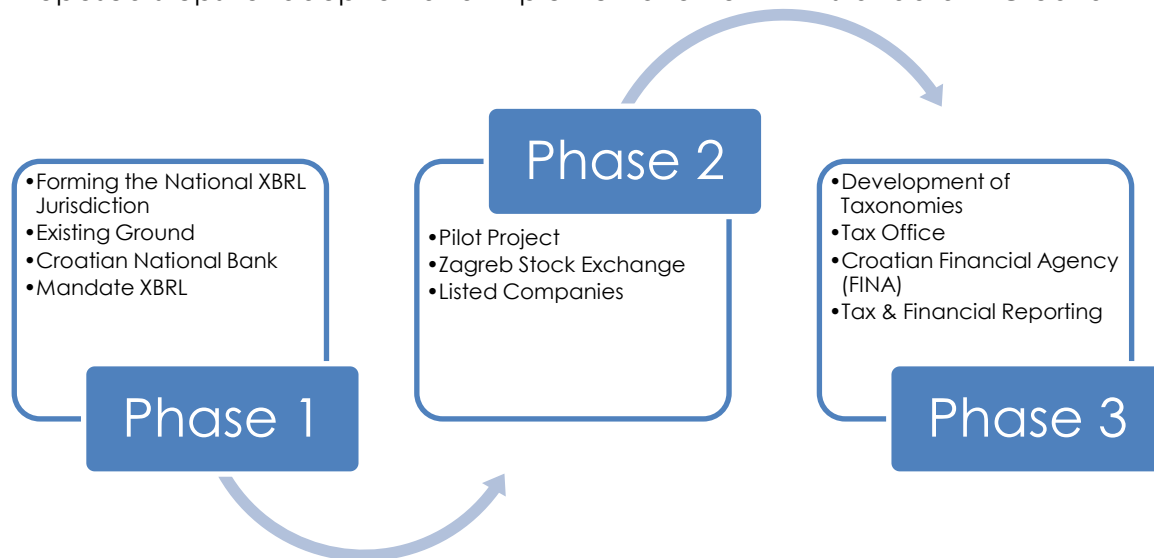 •Forming the National XBRL
Jurisdiction
•Existing Ground
•Croatian National Bank
•Mandate XBRL
Phase 1
Phase 2
•Pilot Project
•Zagreb Stock Exchange
•Listed Companies
•Development of
Taxonomies
•Tax Office
•Croatian Financial Agency
(FINA)
•Tax & Financial Reporting
Phase 3